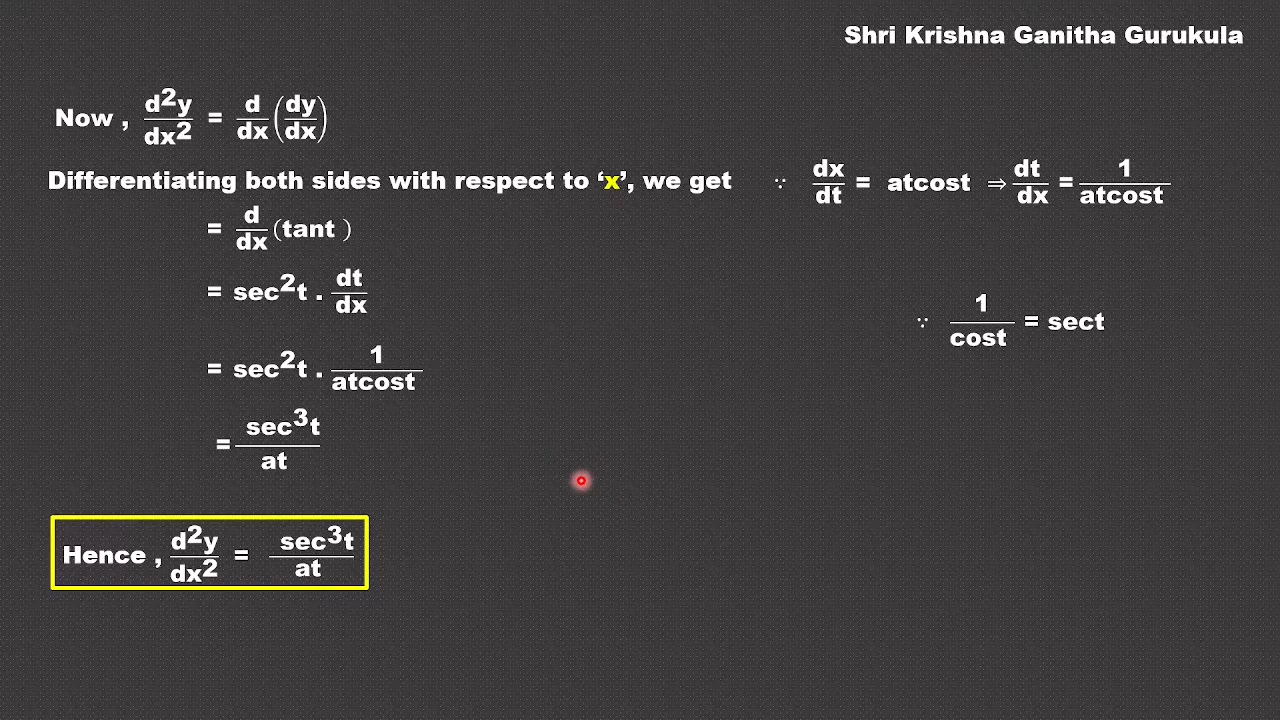 Shri Krishna Ganitha Gurukula
Now , d²y/dx² = d/dx(dy/dx)
Differentiating both sides with respect to ‘x’, we get ∵ dx/dt = atcost ⇒ dt/dx = 1/atcost
= d/dx(tant )
= sec²t . dt/dx
∵ 1/cost = sect
= sec²t . 1/atcost
= sec³t/at
Hence , d²y/dx² = sec³t/at